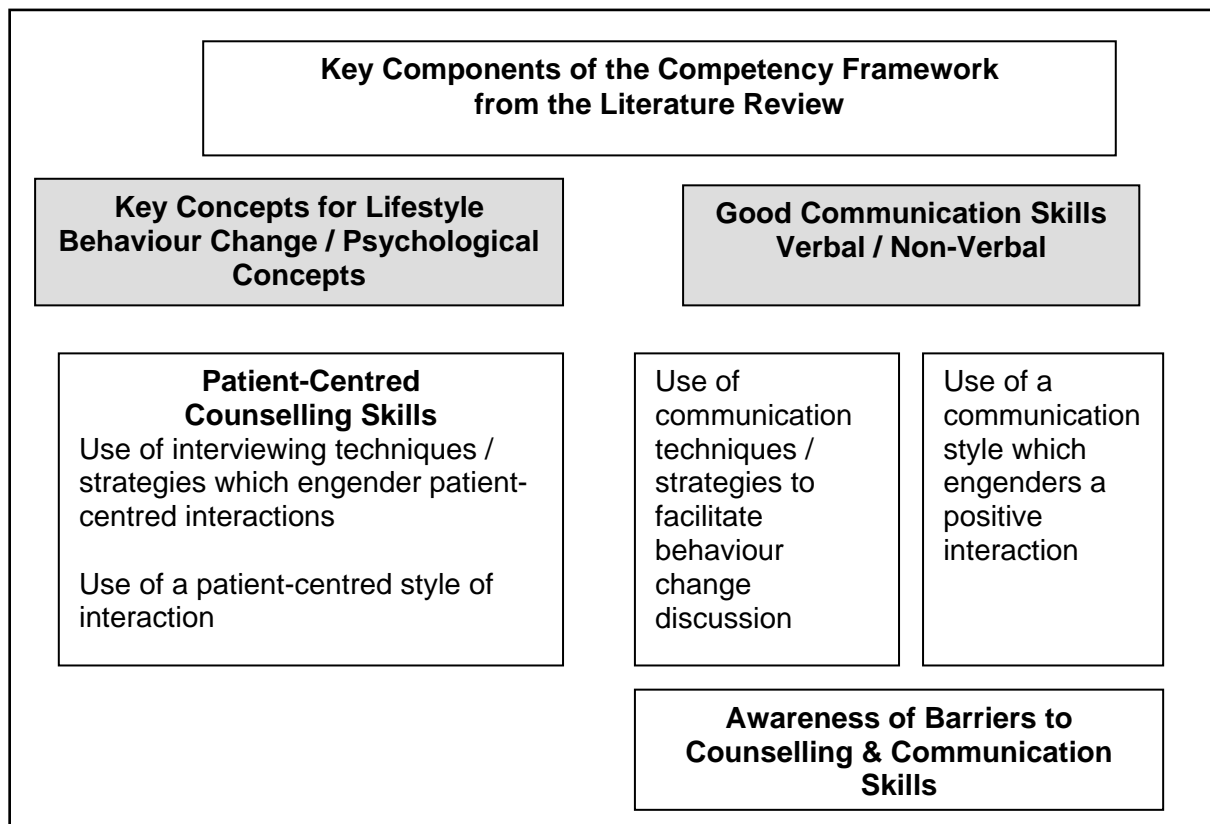 Key Components of the Competency Framework
from the Literature Review
Key Concepts for Lifestyle
Behaviour Change / Psychological
Concepts
Good Communication Skills
Verbal / Non-Verbal
Patient-Centred
Counselling Skills
Use of interviewing techniques /
strategies which engender patient-
centred interactions
Use of a patient-centred style of
interaction
Use of
communication
techniques /
strategies to
facilitate
behaviour
change
discussion
Use of a
communication
style which
engenders a
positive
interaction
Awareness of Barriers to
Counselling & Communication
Skills